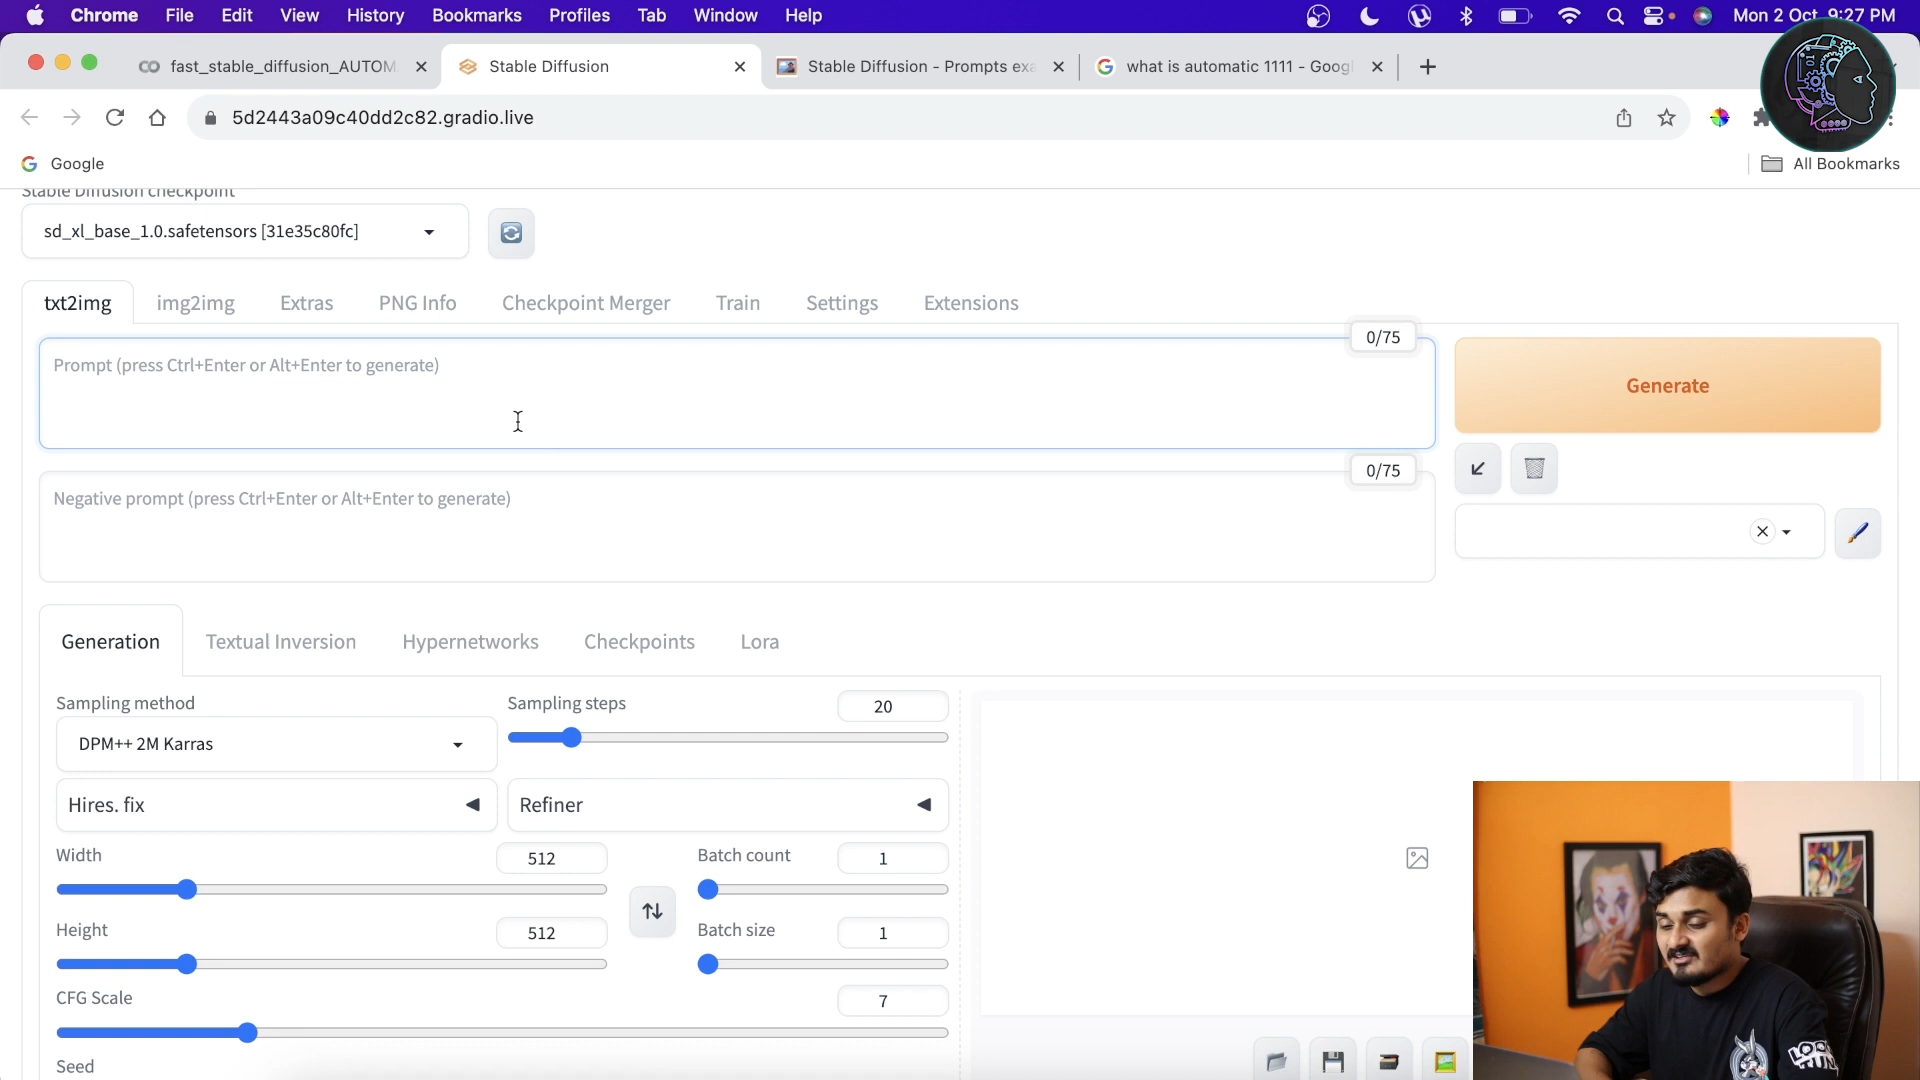 Chrome File Edit View History Bookmarks Profiles Tab Window Help Mon 2 Oct 9:27 PM
fast_stable_diffusion_AUTOM Stable Diffusion Stable Diffusion - Prompts exa what is automatic 1111 - Googl
5d2443a09c40dd2c82.gradio.live
Google All Bookmarks
Stable Diffusion checkpoint
sd_xl_base_1.0.safetensors [31e35c80fc]
txt2img img2img Extras PNG Info Checkpoint Merger Train Settings Extensions
0/75
Prompt (press Ctrl+Enter or Alt+Enter to generate)
Generate
0/75
Negative prompt (press Ctrl+Enter or Alt+Enter to generate)
Generation Textual Inversion Hypernetworks Checkpoints Lora
Sampling method Sampling steps 20
DPM++ 2M Karras
Hires. fix Refiner
Width 512 Batch count 1
Height 512 Batch size 1
CFG Scale 7
Seed